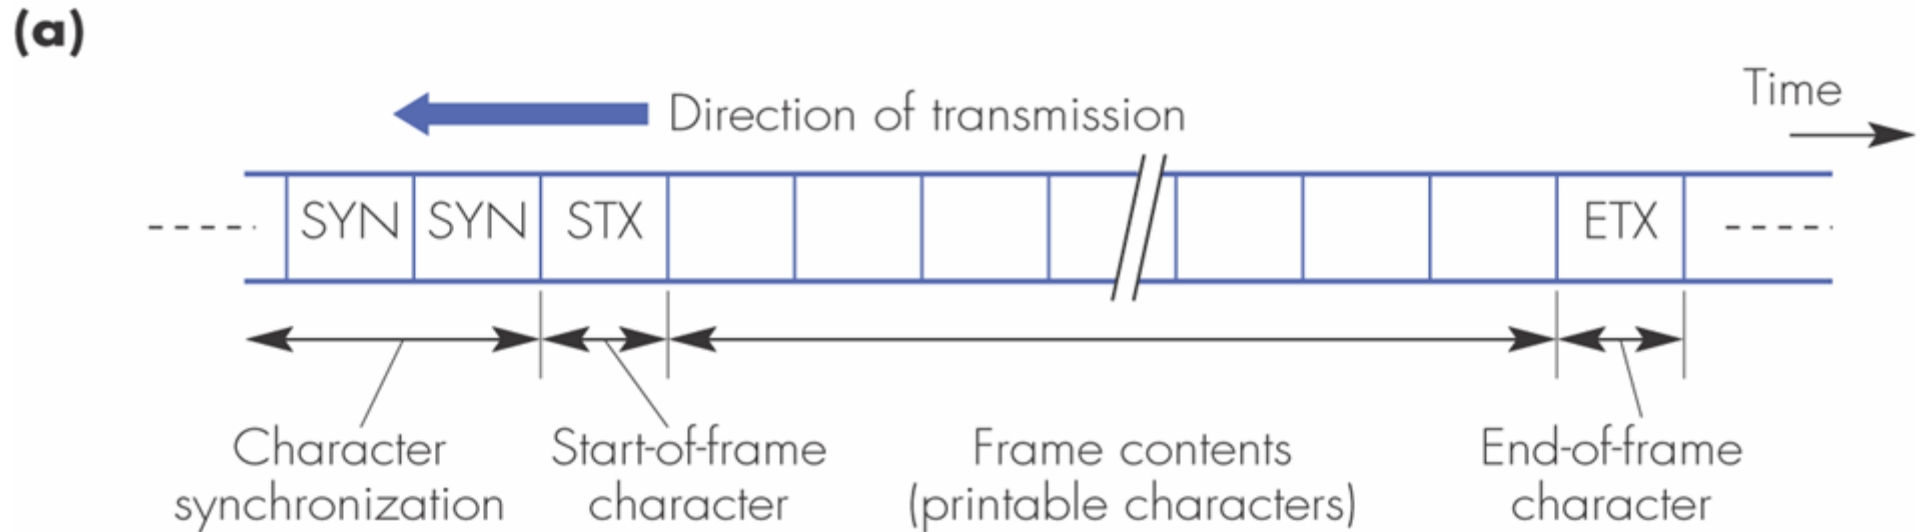 (a)
Direction of transmission
Time
SYN SYN STX ETX
Character synchronization
Start-of-frame character
Frame contents (printable characters)
End-of-frame character